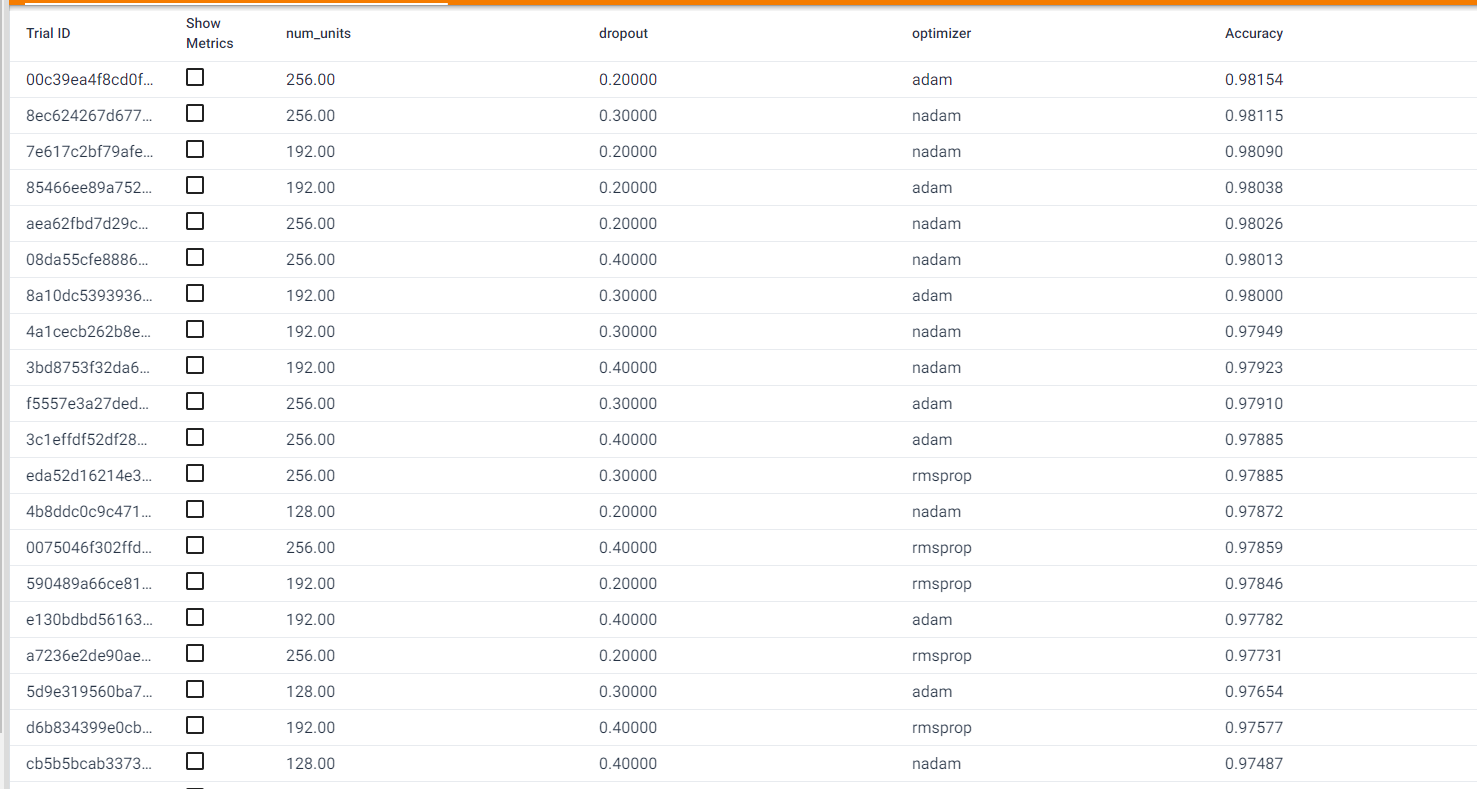 Trial ID Show Metrics num_units dropout optimizer Accuracy
00c39ea4f8cd0f... 256.00 0.20000 adam 0.98154
8ec624267d677... 256.00 0.30000 nadam 0.98115
7e617c2bf79afe... 192.00 0.20000 nadam 0.98090
85466ee89a752... 192.00 0.20000 adam 0.98038
aea62fbd7d29c... 256.00 0.20000 nadam 0.98026
08da55cfe8886... 256.00 0.40000 nadam 0.98013
8a10dc5393936... 192.00 0.30000 adam 0.98000
4a1cecb262b8e... 192.00 0.30000 nadam 0.97949
3bd8753f32da6... 192.00 0.40000 nadam 0.97923
f5557e3a27ded... 256.00 0.30000 adam 0.97910
3c1effdf52df28... 256.00 0.40000 adam 0.97885
eda52d16214e3... 256.00 0.30000 rmsprop 0.97885
4b8ddc0c9c471... 128.00 0.20000 nadam 0.97872
0075046f302ffd... 256.00 0.40000 rmsprop 0.97859
590489a66ce81... 192.00 0.20000 rmsprop 0.97846
e130bdbd56163... 192.00 0.40000 adam 0.97782
a7236e2de90ae... 256.00 0.20000 rmsprop 0.97731
5d9e319560ba7... 128.00 0.30000 adam 0.97654
d6b834399e0cb... 192.00 0.40000 rmsprop 0.97577
cb5b5bcab3373... 128.00 0.40000 nadam 0.97487